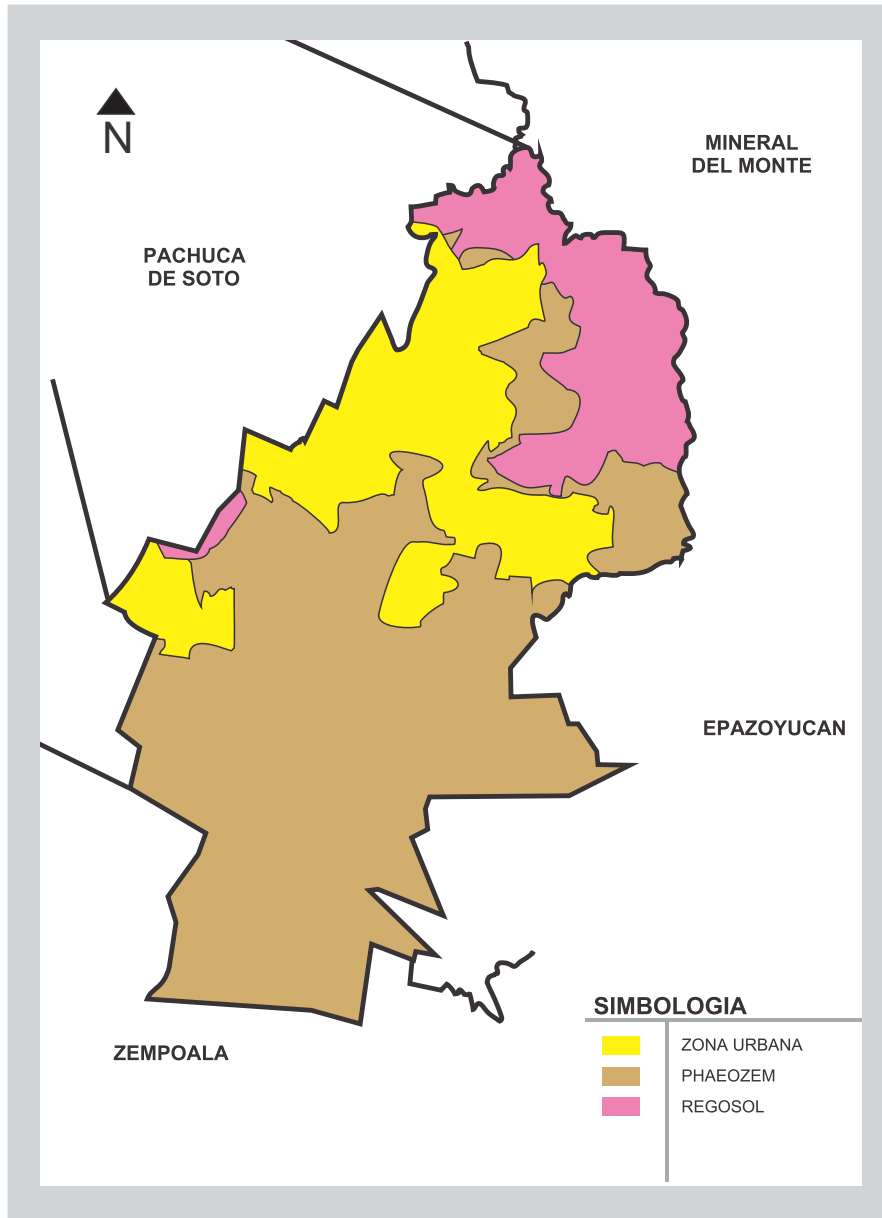 N
MINERAL
DEL MONTE
PACHUCA
DE SOTO
EPAZOYUCAN
ZEMPOALA
SIMBOLOGIA
ZONA URBANA
PHAEOZEM
REGOSOL